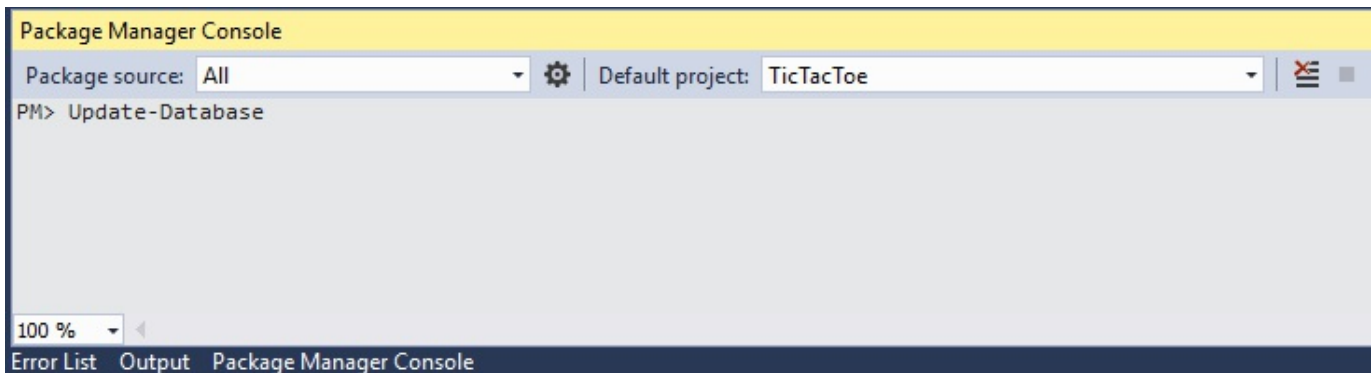 Package Manager Console
Package source: All Default project: TicTacToe
PM> Update-Database
100 %
Error List Output Package Manager Console